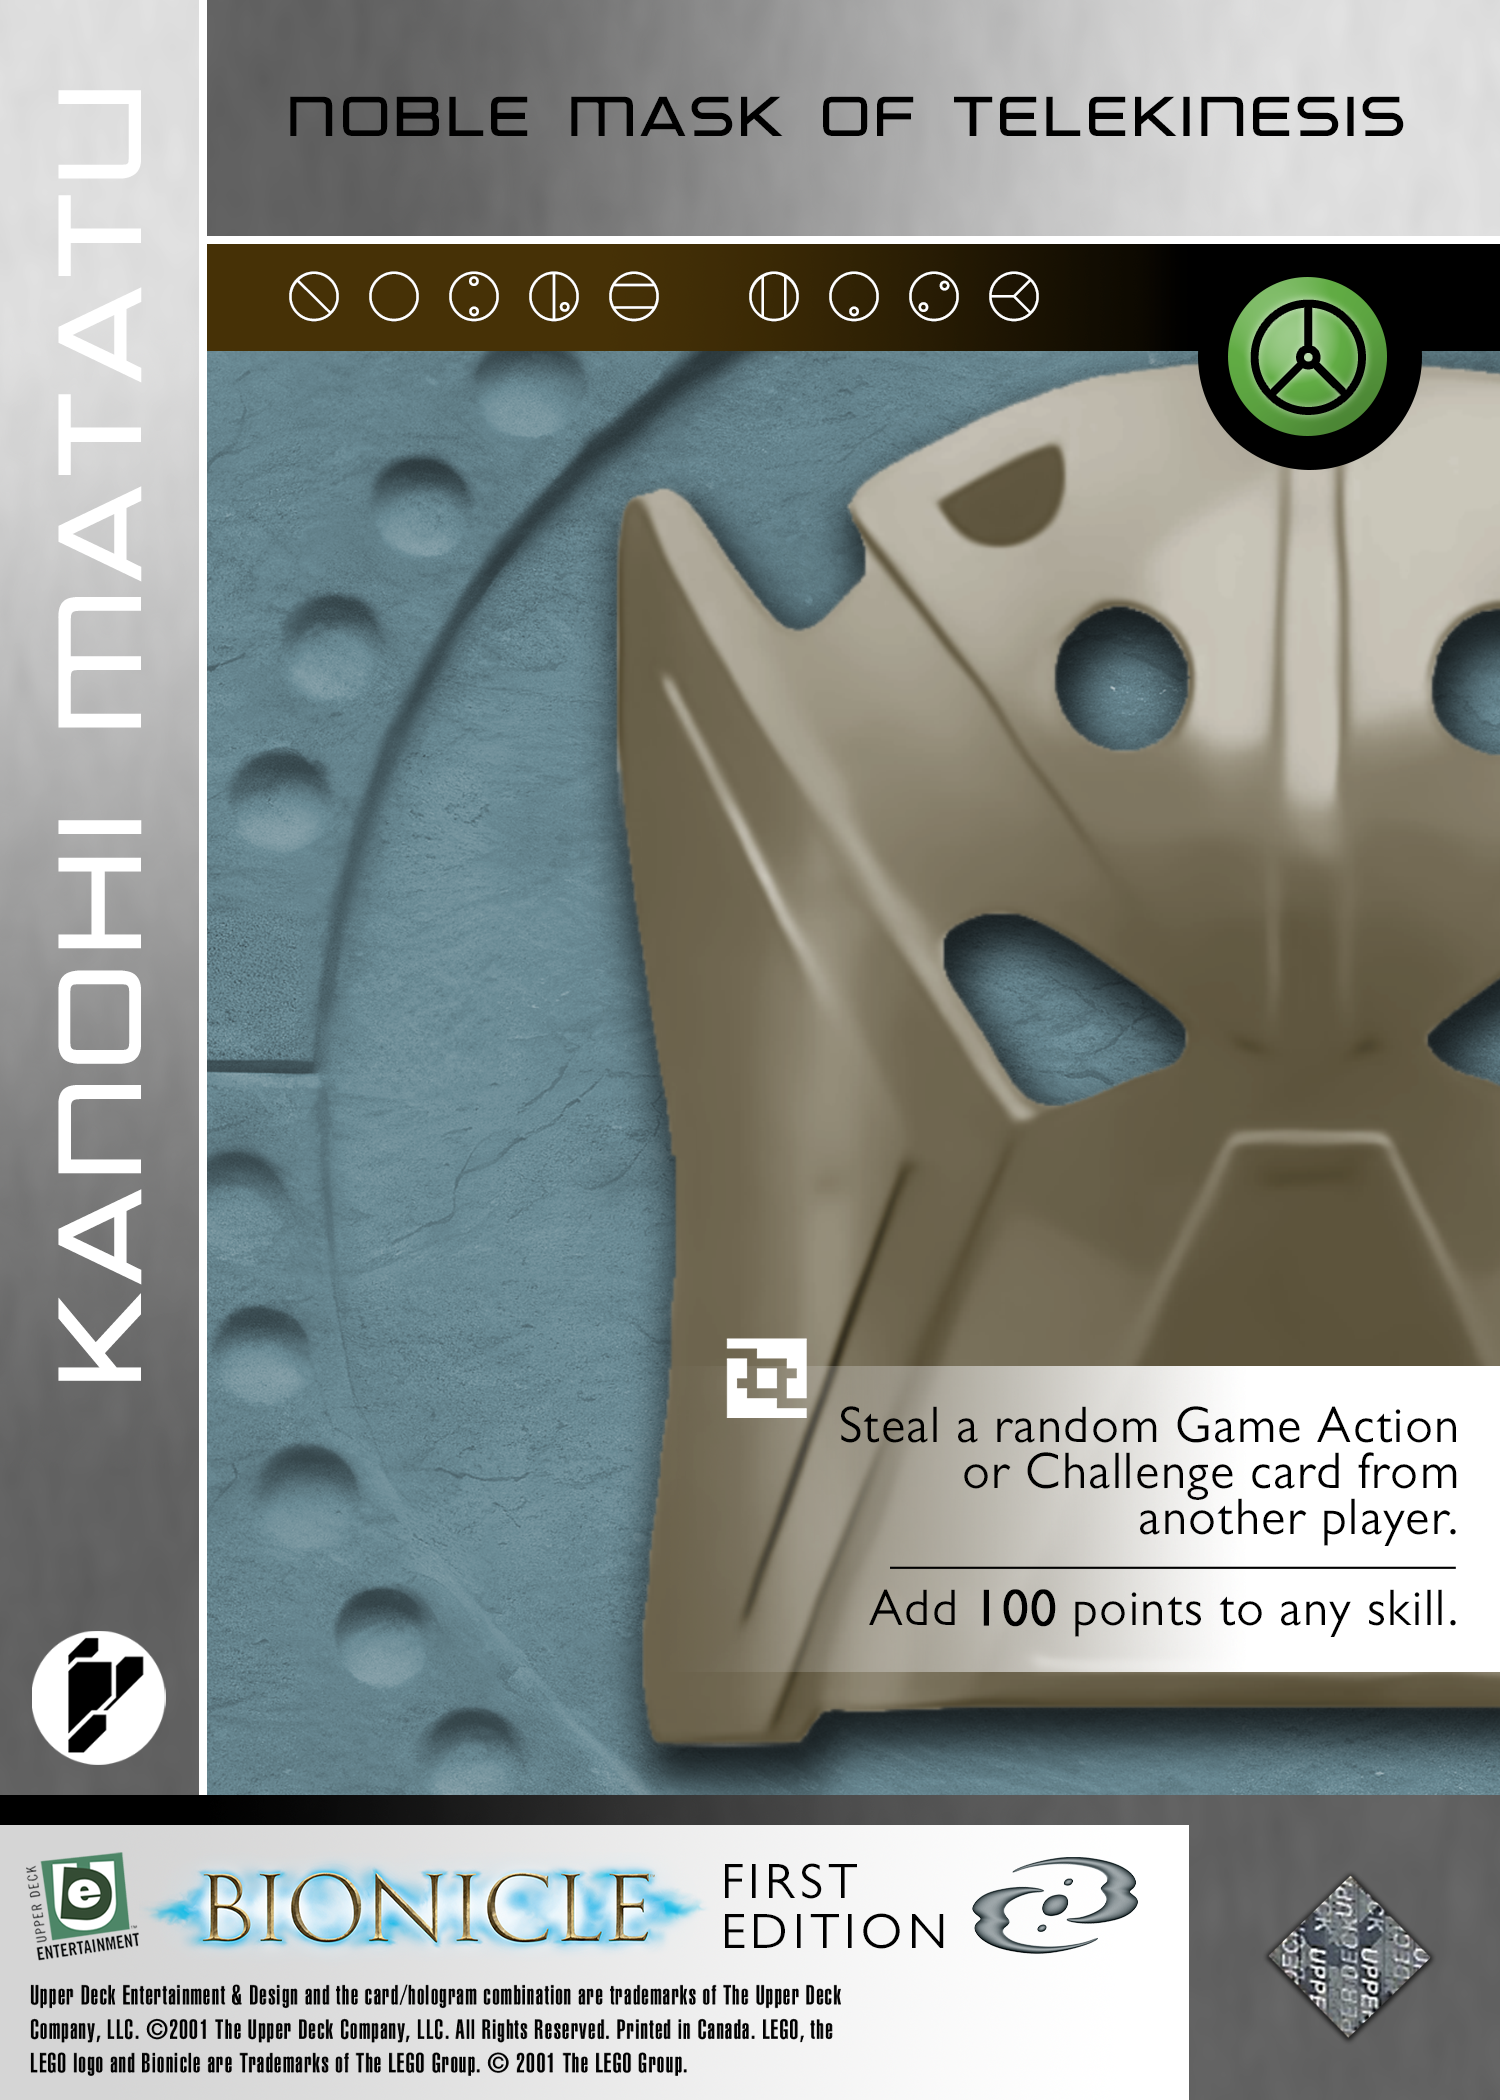 NOBLE MASK OF TELEKINESIS
KANOHI MATATU
Steal a random Game Action
or Challenge card from
another player.
Add 100 points to any skill.
UPPER DECK
e
ENTERTAINMENT
BIONICLE
FIRST
EDITION
Upper Deck Entertainment & Design and the card/hologram combination are trademarks of The Upper Deck
Company, LLC. ©2001 The Upper Deck Company, LLC. All Rights Reserved. Printed in Canada. LEGO, the
LEGO logo and Bionicle are Trademarks of The LEGO Group. © 2001 The LEGO Group.